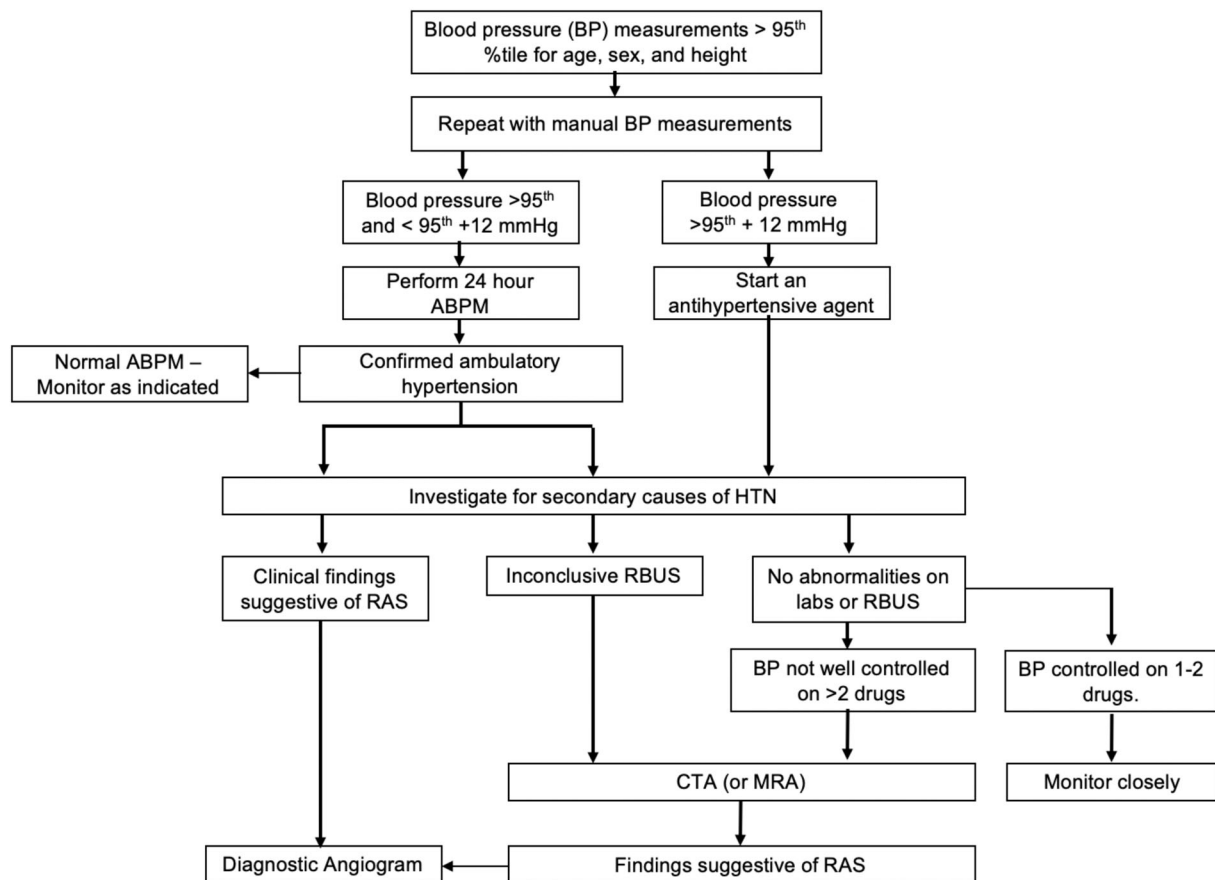 Blood pressure (BP) measurements > 95th
%tile for age, sex, and height
Repeat with manual BP measurements
Blood pressure >95th
and < 95th +12 mmHg
Blood pressure
>95th + 12 mmHg
Perform 24 hour
ABPM
Start an
antihypertensive agent
Normal ABPM –
Monitor as indicated
Confirmed ambulatory
hypertension
Investigate for secondary causes of HTN
Clinical findings
suggestive of RAS
Inconclusive RBUS
No abnormalities on
labs or RBUS
BP not well controlled
on >2 drugs
BP controlled on 1-2
drugs.
CTA (or MRA)
Monitor closely
Diagnostic Angiogram
Findings suggestive of RAS